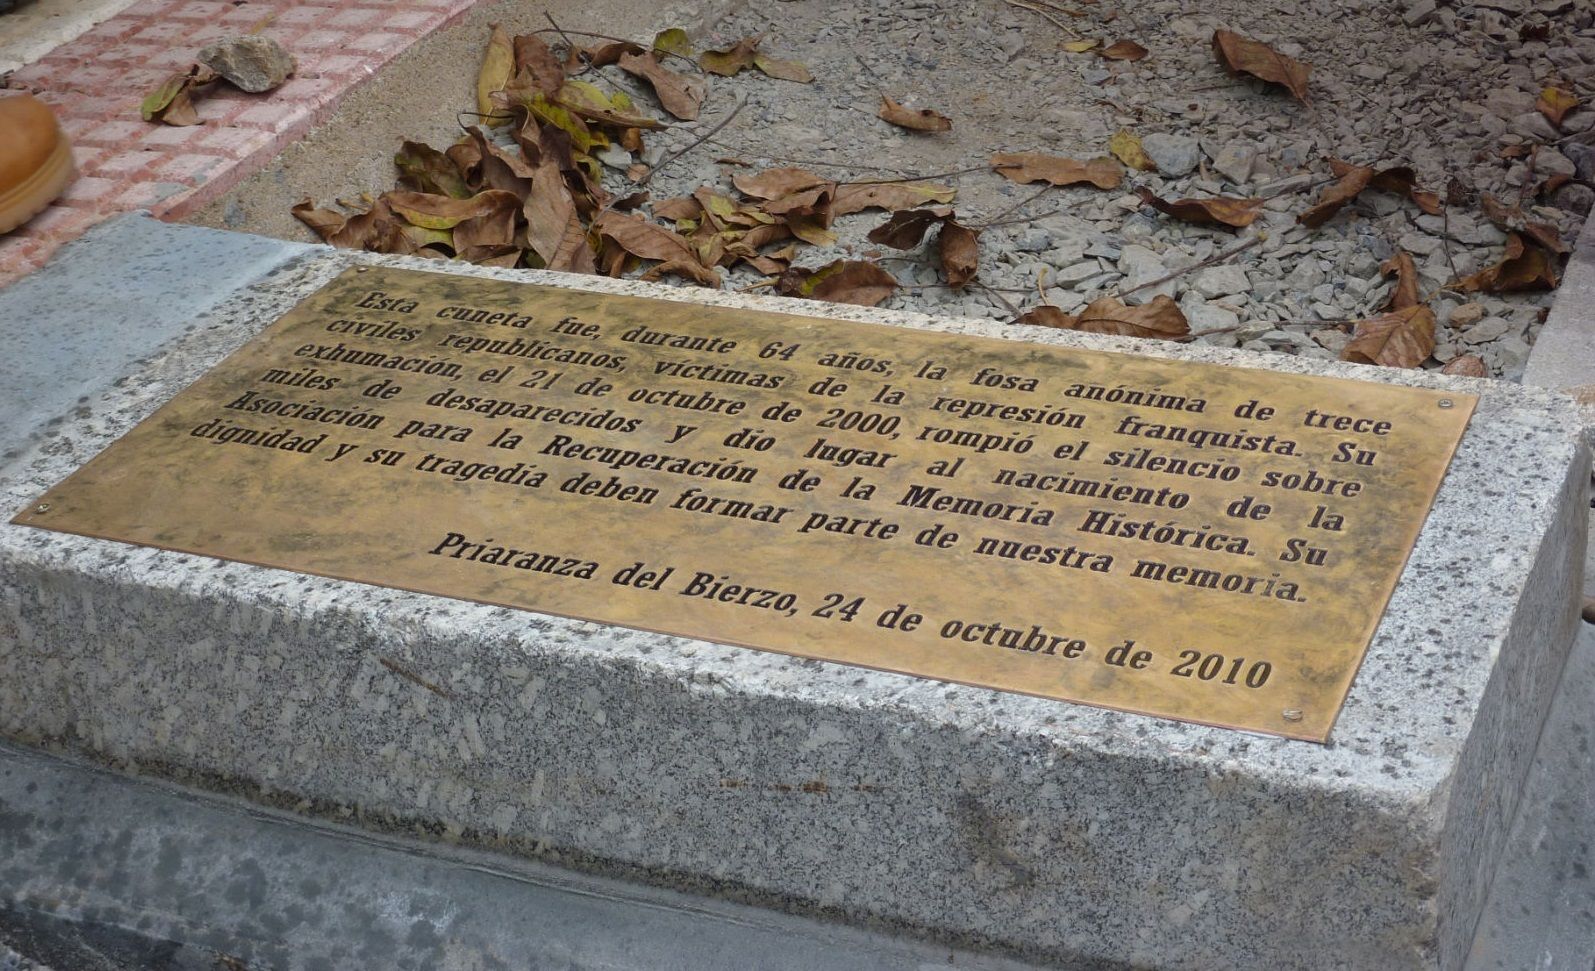 Esta cuneta fue, durante 64 años, la fosa anónima de trece
civiles republicanos, víctimas de la represión franquista. Su
exhumación, el 21 de octubre de 2000, rompió el silencio sobre
miles de desaparecidos y dio lugar al nacimiento de la
Asociación para la Recuperación de la Memoria Histórica. Su
dignidad y su tragedia deben formar parte de nuestra memoria.
Priaranza del Bierzo, 24 de octubre de 2010